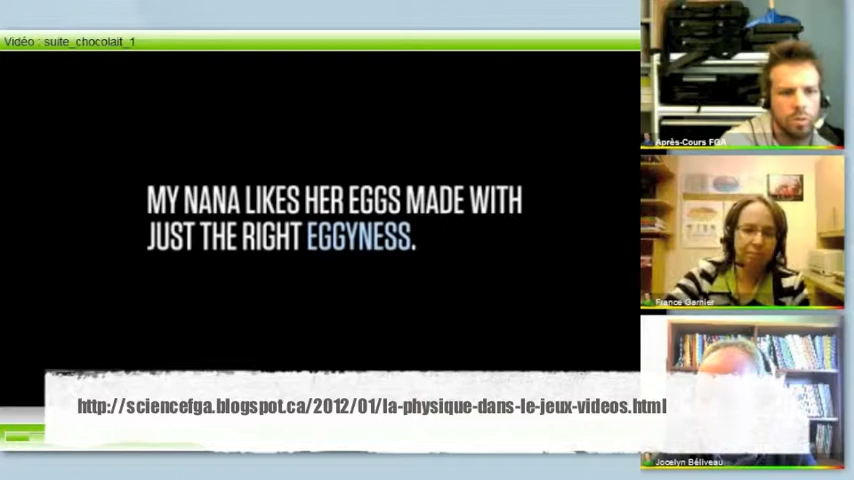 Vidéo : suite_chocolait_1
MY NANA LIKES HER EGGS MADE WITH
JUST THE RIGHT EGGYNESS.
Après-Cours FGA
France Garnier
http://sciencefga.blogspot.ca/2012/01/la-physique-dans-le-jeux-videos.html
Jocelyn Béliveau